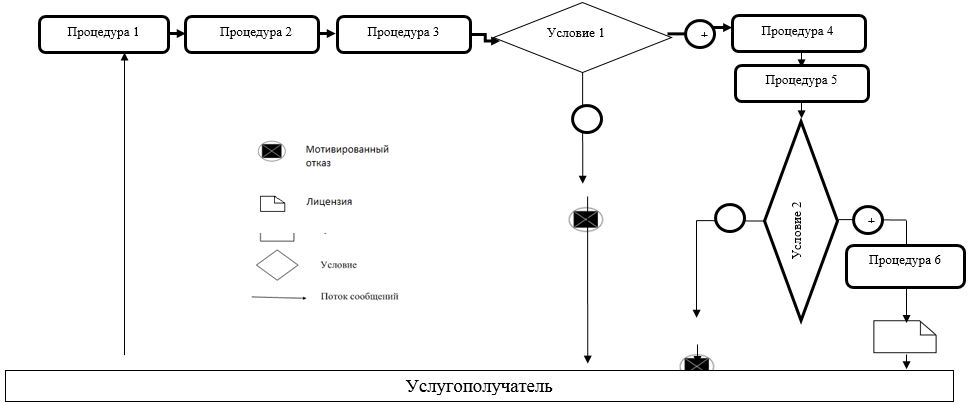 Процедура 1
Процедура 2
Процедура 3
Условие 1
+
Процедура 4
Процедура 5
Условие 2
+
Процедура 6
Мотивированный
отказ
Лицензия
Условие
Поток сообщений
Услугополучатель